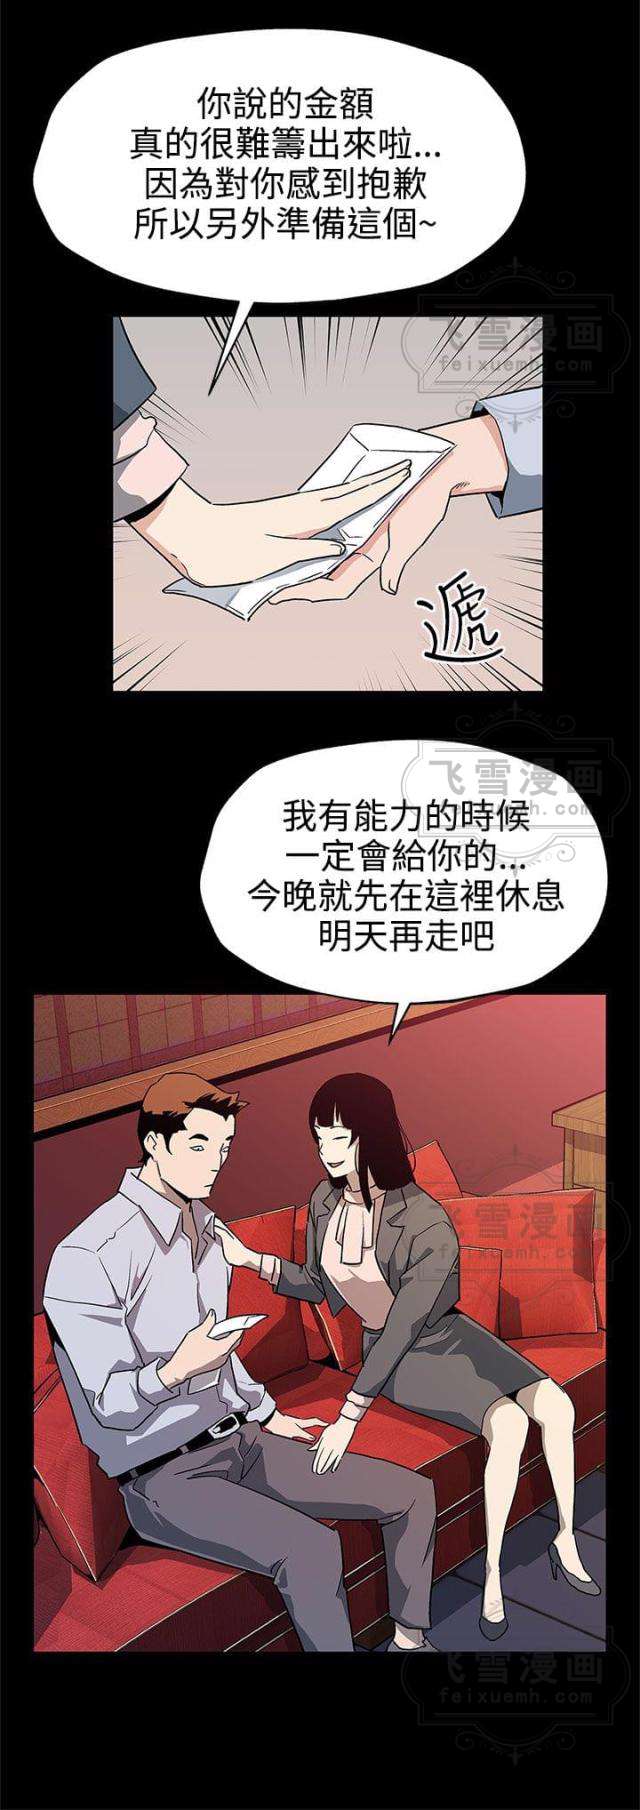 你說的金額
真的很難籌出來啦...
因為對你感到抱歉
所以另外準備這個~
飞雪漫画
feixuemh.com
遞
飞雪漫画
feixuemh.com
我有能力的時候
一定會給你的...
今晚就先在這裡休息
明天再走吧
飞雪漫画
feixuemh.com
飞雪漫画
feixuemh.com